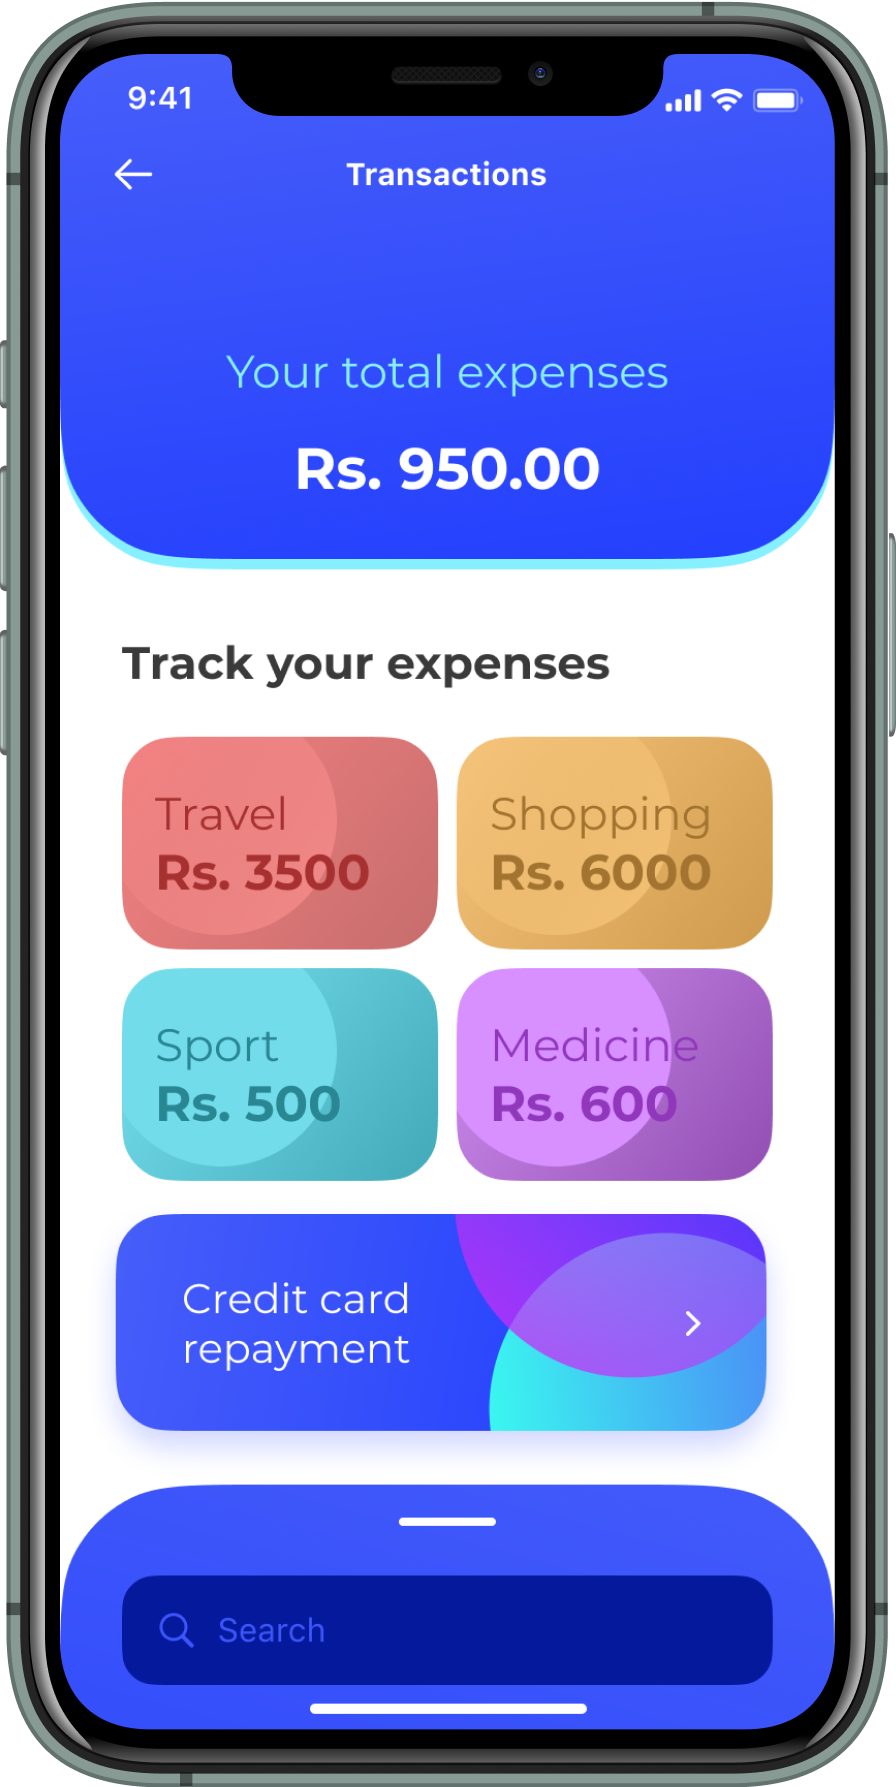 9:41
Transactions
Your total expenses
Rs. 950.00
Track your expenses
Travel
Rs. 3500
Shopping
Rs. 6000
Sport
Rs. 500
Medicine
Rs. 600
Credit card
repayment
Search